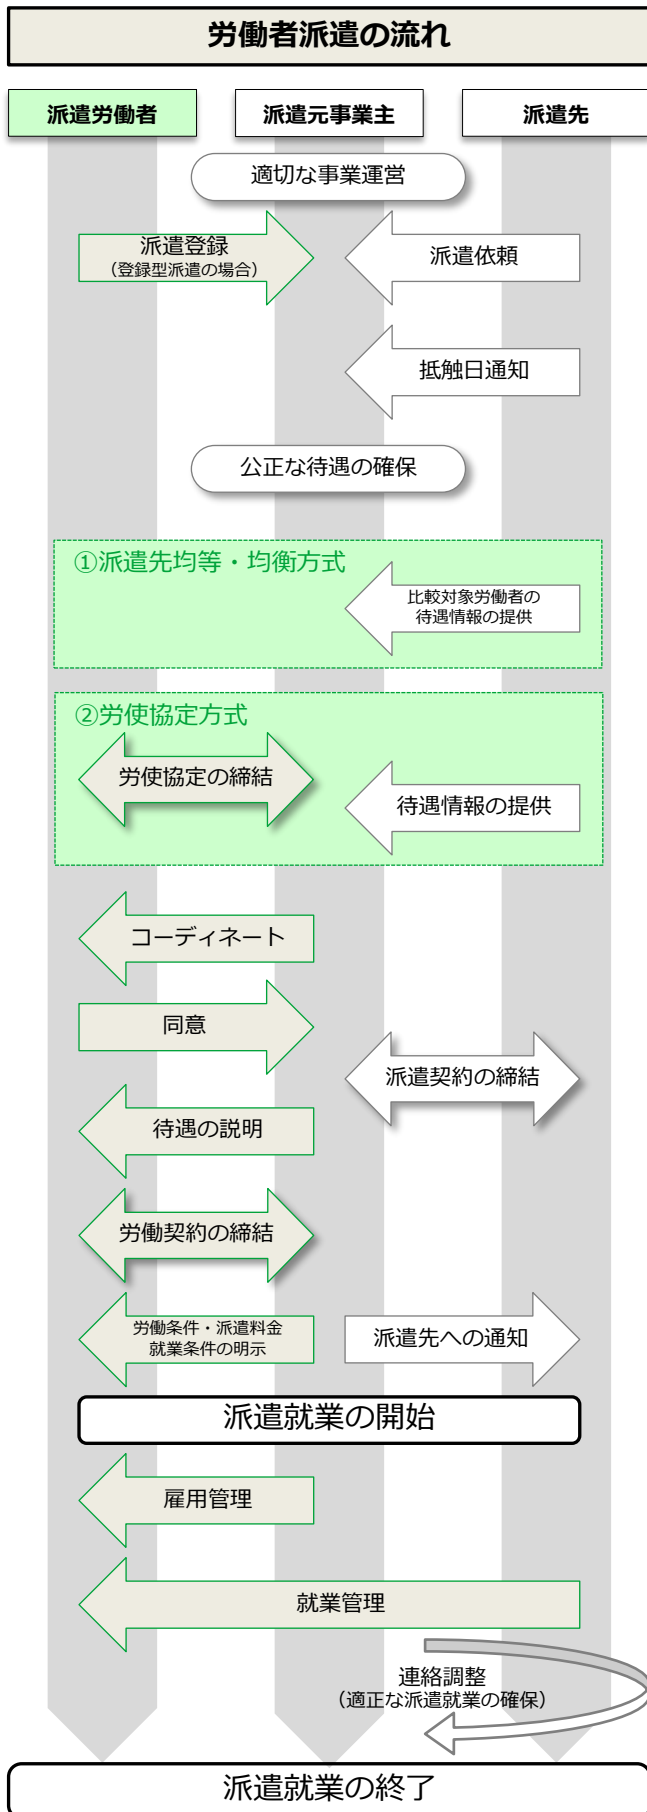 労働者派遣の流れ
派遣労働者
派遣元事業主
派遣先
適切な事業運営
派遣登録
（登録型派遣の場合）
派遣依頼
抵触日通知
公正な待遇の確保
①派遣先均等・均衡方式
比較対象労働者の
待遇情報の提供
②労使協定方式
労使協定の締結
待遇情報の提供
コーディネート
同意
派遣契約の締結
待遇の説明
労働契約の締結
労働条件・派遣料金
就業条件の明示
派遣先への通知
派遣就業の開始
雇用管理
就業管理
連絡調整
（適正な派遣就業の確保）
派遣就業の終了